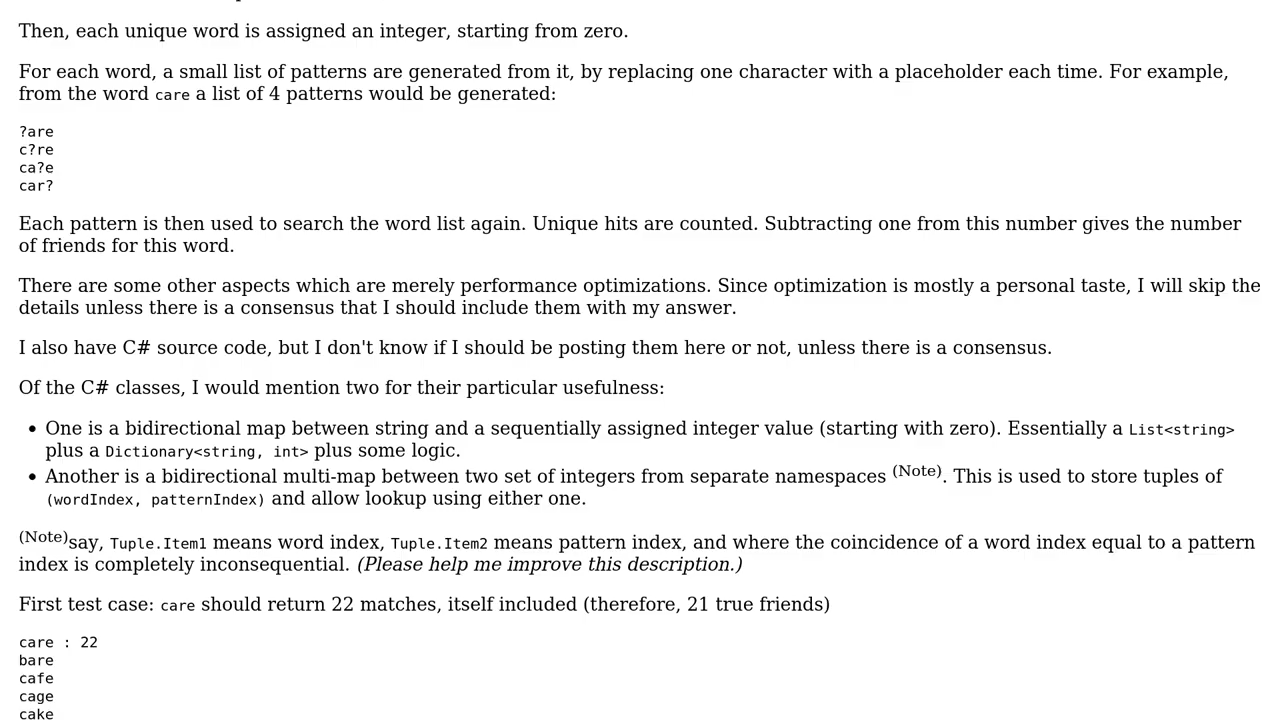 Then, each unique word is assigned an integer, starting from zero.
For each word, a small list of patterns are generated from it, by replacing one character with a placeholder each time. For example,
from the word care a list of 4 patterns would be generated:
?are
c?re
ca?e
car?
Each pattern is then used to search the word list again. Unique hits are counted. Subtracting one from this number gives the number
of friends for this word.
There are some other aspects which are merely performance optimizations. Since optimization is mostly a personal taste, I will skip the
details unless there is a consensus that I should include them with my answer.
I also have C# source code, but I don't know if I should be posting them here or not, unless there is a consensus.
Of the C# classes, I would mention two for their particular usefulness:
• One is a bidirectional map between string and a sequentially assigned integer value (starting with zero). Essentially a List<string>
plus a Dictionary<string, int> plus some logic.
• Another is a bidirectional multi-map between two set of integers from separate namespaces (Note). This is used to store tuples of
(wordIndex, patternIndex) and allow lookup using either one.
(Note)say, Tuple.Item1 means word index, Tuple.Item2 means pattern index, and where the coincidence of a word index equal to a pattern
index is completely inconsequential. (Please help me improve this description.)
First test case: care should return 22 matches, itself included (therefore, 21 true friends)
care : 22
bare
cafe
cage
cake